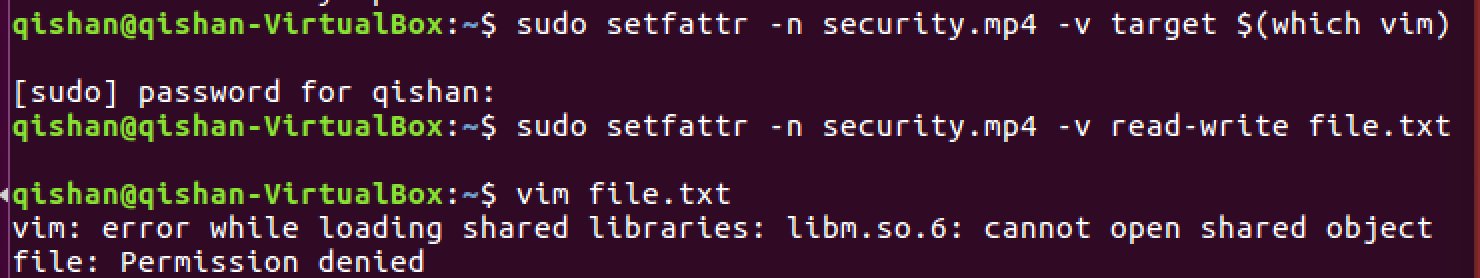 qishan@qishan-VirtualBox:~$ sudo setfattr -n security.mp4 -v target $(which vim)
[sudo] password for qishan:
qishan@qishan-VirtualBox:~$ sudo setfattr -n security.mp4 -v read-write file.txt
qishan@qishan-VirtualBox:~$ vim file.txt
vim: error while loading shared libraries: libm.so.6: cannot open shared object
file: Permission denied